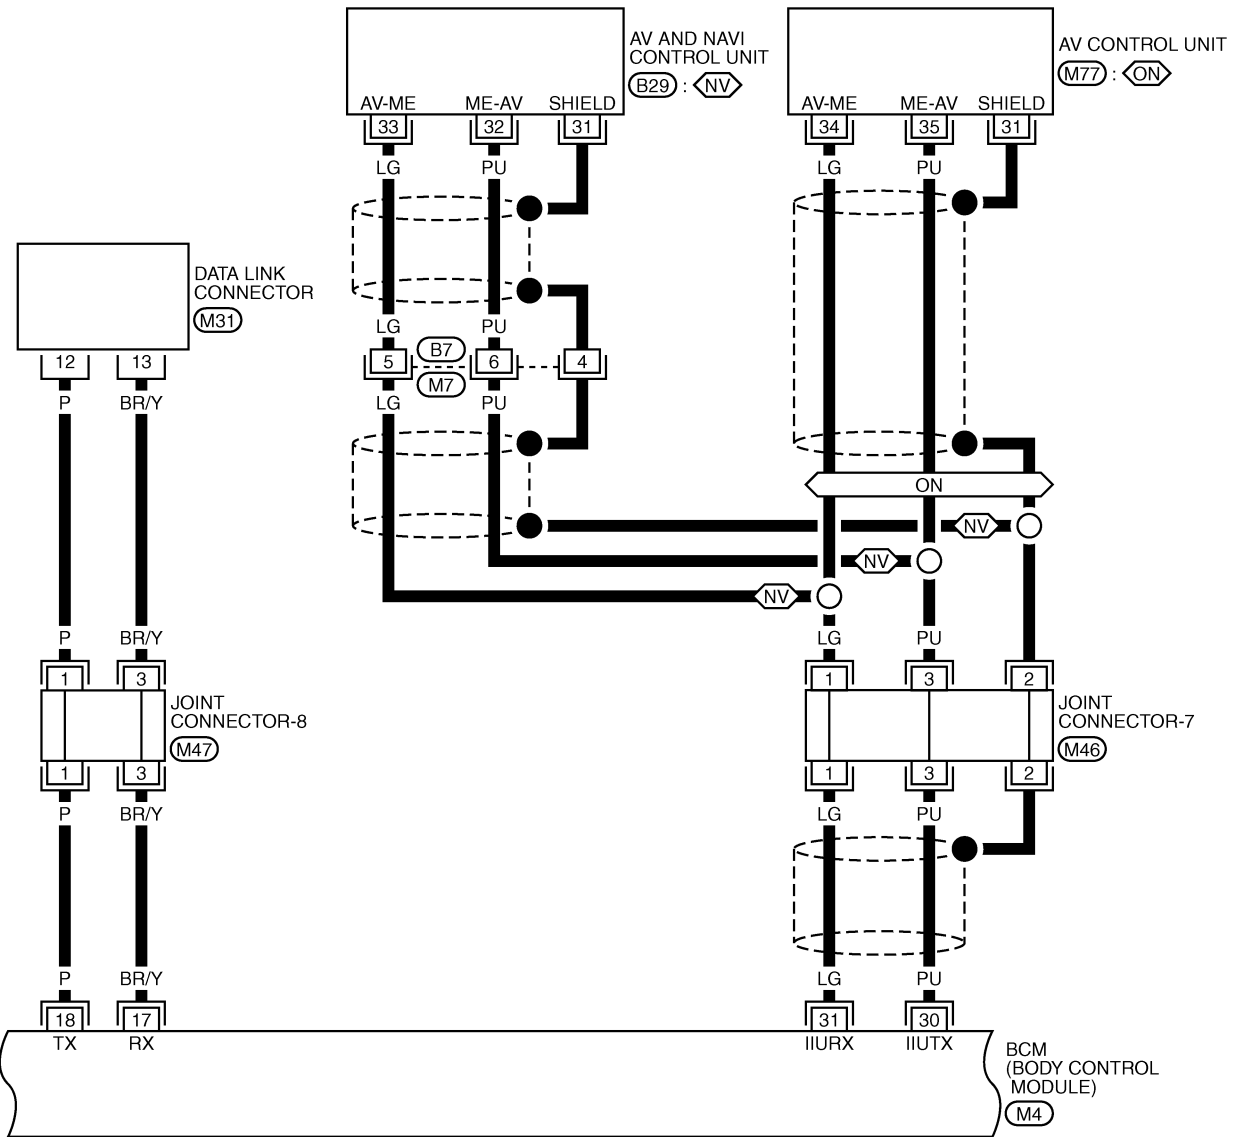 AV AND NAVI
CONTROL UNIT
B29 : NV
AV CONTROL UNIT
M77 : ON
AV-ME ME-AV SHIELD
AV-ME ME-AV SHIELD
33 32 31
34 35 31
LG PU
LG PU
DATA LINK
CONNECTOR
M31
LG PU
12 13
5 B7 6 4
M7
P BR/Y
LG PU
ON
NV
NV
NV
P BR/Y
LG PU
1 3
1 3 2
JOINT
CONNECTOR-8
M47
JOINT
CONNECTOR-7
M46
1 3
1 3 2
P BR/Y
LG PU
P BR/Y
LG PU
18 17
31 30
TX RX
IIURX IIUTX
BCM
(BODY CONTROL
MODULE)
M4